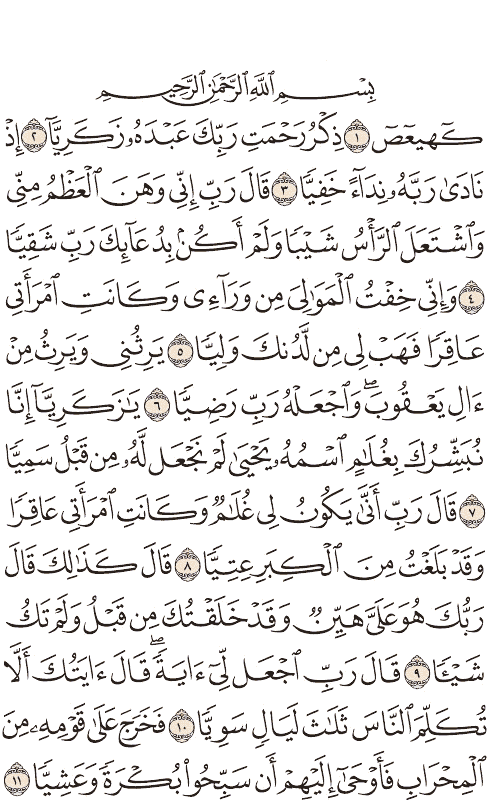 بِسْمِ ٱللَّهِ ٱلرَّحْمَٰنِ ٱلرَّحِيمِ
كٓهيعٓصٓ ١ ذِكْرُ رَحْمَتِ رَبِّكَ عَبْدَهُۥ زَكَرِيَّآ ٢ إِذْ
نَادَىٰ رَبَّهُۥ نِدَآءً خَفِيًّا ٣ قَالَ رَبِّ إِنِّى وَهَنَ ٱلْعَظْمُ مِنِّى
وَٱشْتَعَلَ ٱلرَّأْسُ شَيْبًا وَلَمْ أَكُنۢ بِدُعَآئِكَ رَبِّ شَقِيًّا
٤ وَإِنِّى خِفْتُ ٱلْمَوَٰلِىَ مِن وَرَآءِى وَكَانَتِ ٱمْرَأَتِى
عَاقِرًا فَهَبْ لِى مِن لَّدُنكَ وَلِيًّا ٥ يَرِثُنِى وَيَرِثُ مِنْ
ءَالِ يَعْقُوبَ ۖ وَٱجْعَلْهُ رَبِّ رَضِيًّا ٦ يَٰزَكَرِيَّآ إِنَّا
نُبَشِّرُكَ بِغُلَٰمٍ ٱسْمُهُۥ يَحْيَىٰ لَمْ نَجْعَل لَّهُۥ مِن قَبْلُ سَمِيًّا
٧ قَالَ رَبِّ أَنَّىٰ يَكُونُ لِى غُلَٰمٌ وَكَانَتِ ٱمْرَأَتِى عَاقِرًا
وَقَدْ بَلَغْتُ مِنَ ٱلْكِبَرِ عِتِيًّا ٨ قَالَ كَذَٰلِكَ قَالَ
رَبُّكَ هُوَ عَلَىَّ هَيِّنٌ وَقَدْ خَلَقْتُكَ مِن قَبْلُ وَلَمْ تَكُ
شَيْـًٔا ٩ قَالَ رَبِّ ٱجْعَل لِّىٓ ءَايَةً ۖ قَالَ ءَايَتُكَ أَلَّا
تُكَلِّمَ ٱلنَّاسَ ثَلَٰثَ لَيَالٍ سَوِيًّا ١٠ فَخَرَجَ عَلَىٰ قَوْمِهِۦ مِنَ
ٱلْمِحْرَابِ فَأَوْحَىٰٓ إِلَيْهِمْ أَن سَبِّحُوا۟ بُكْرَةً وَعَشِيًّا ١١